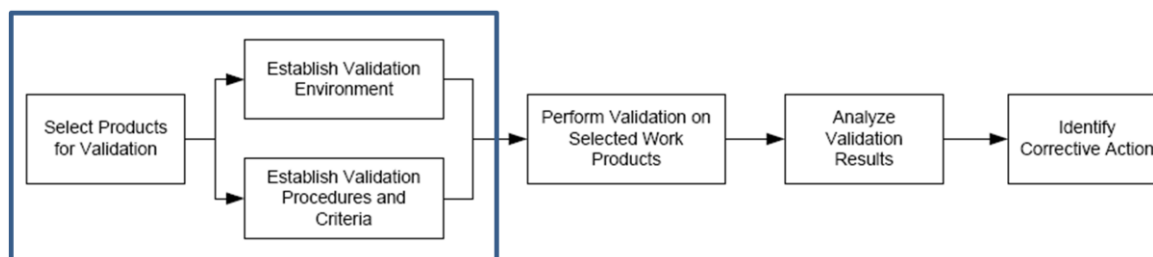 Select Products
for Validation
Establish Validation
Environment
Establish Validation
Procedures and
Criteria
Perform Validation on
Selected Work
Products
Analyze
Validation
Results
Identify
Corrective Action